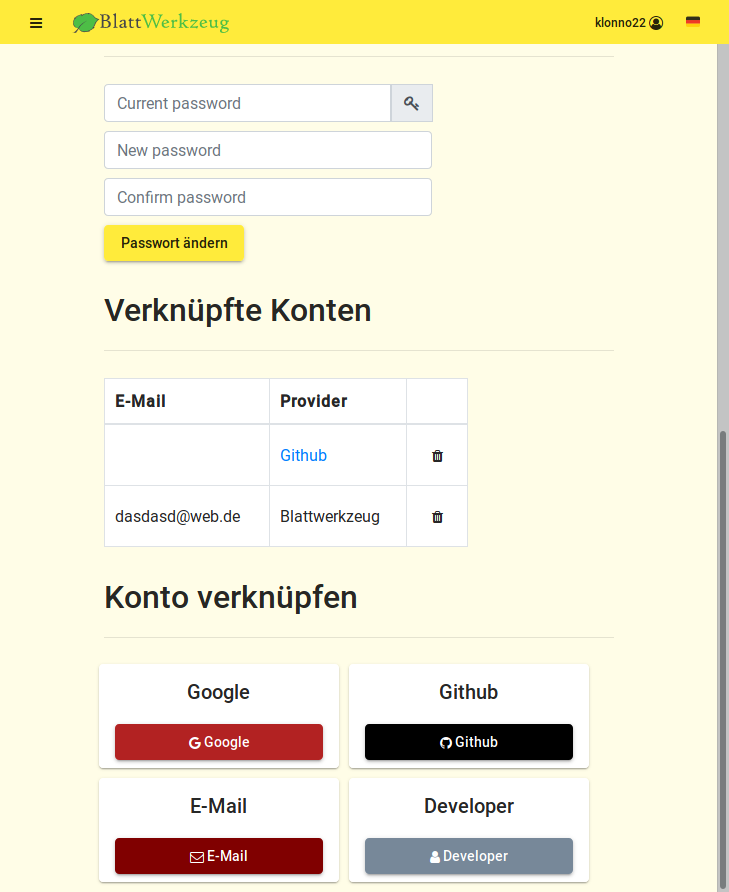 BlattWerkzeug
klonno22
Current password
New password
Confirm password
Passwort ändern
Verknüpfte Konten
E-Mail Provider
Github
dasdasd@web.de Blattwerkzeug
Konto verknüpfen
Google Github
Google Github
E-Mail Developer
E-Mail Developer